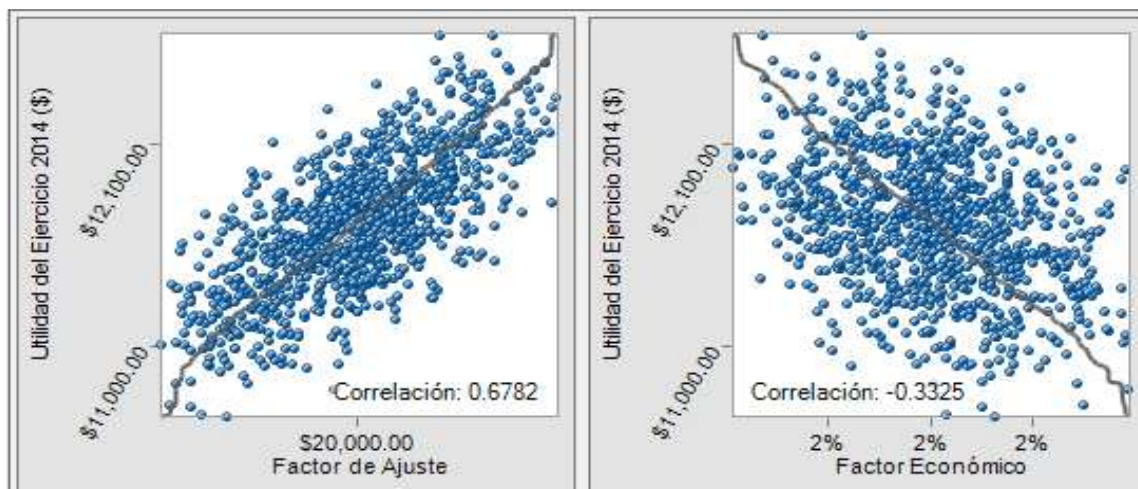 Utilidad del Ejercicio 2014 ($)
$12,100.00
$11,000.00
Correlación: 0.6782
$20,000.00
Factor de Ajuste
Utilidad del Ejercicio 2014 ($)
$12,100.00
$11,000.00
Correlación: -0.3325
2% 2% 2%
Factor Económico